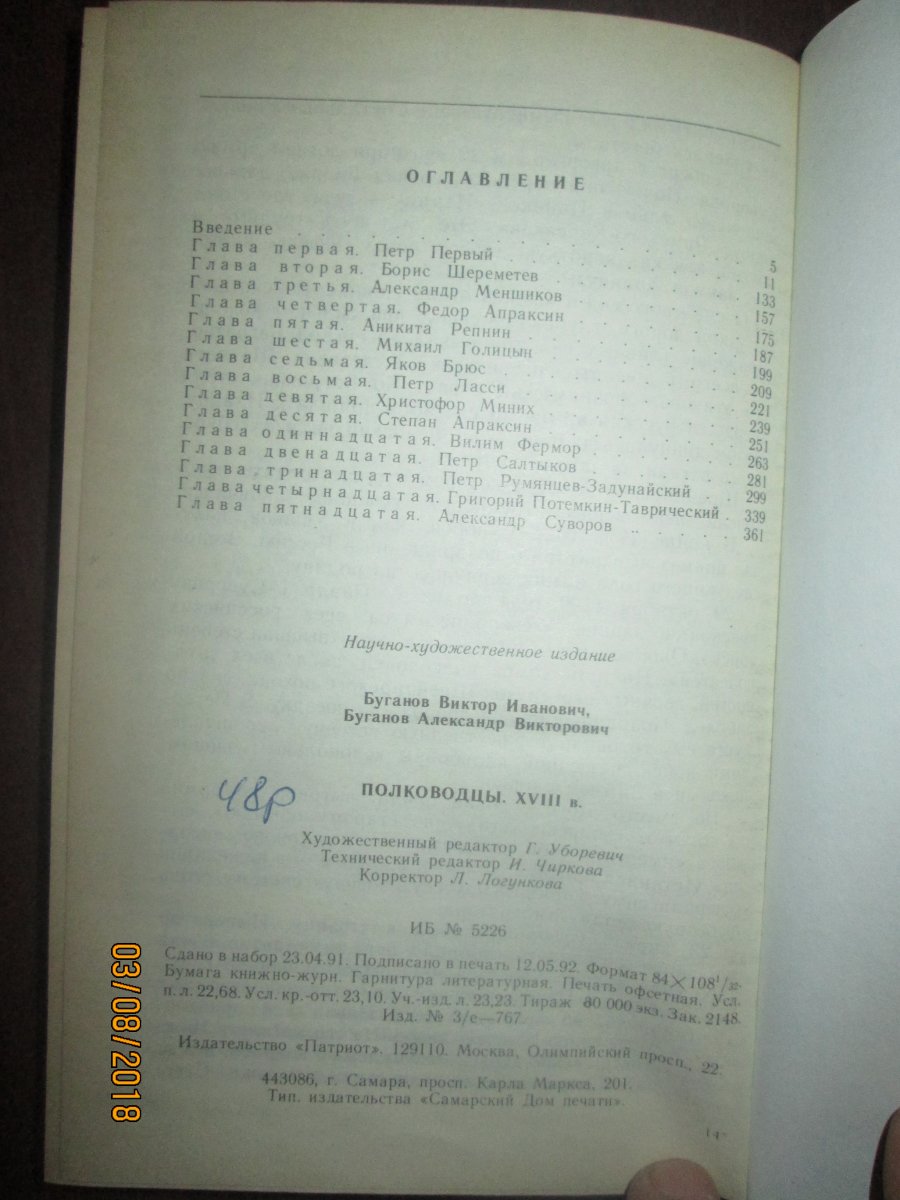 ОГЛАВЛЕНИЕ
Введение . . . . . . . . . . 5
Глава первая. Петр Первый . . . . . . . 11
Глава вторая. Борис Шереметев . . . . . . 133
Глава третья. Александр Меншиков . . . . . 157
Глава четвертая. Федор Апраксин . . . . . 175
Глава пятая. Аникита Репнин . . . . . . 187
Глава шестая. Михаил Голицын . . . . . . 199
Глава седьмая. Яков Брюс . . . . . . . 209
Глава восьмая. Петр Ласси . . . . . . . 221
Глава девятая. Христофор Миних . . . . . 239
Глава десятая. Степан Апраксин . . . . . 251
Глава одиннадцатая. Вилим Фермор . . . . 263
Глава двенадцатая. Петр Салтыков . . . . 281
Глава тринадцатая. Петр Румянцев-Задунайский . . 299
Глава четырнадцатая. Григорий Потемкин-Таврический . 339
Глава пятнадцатая. Александр Суворов . . . . 361
Научно-художественное издание
Буганов Виктор Иванович,
Буганов Александр Викторович
48р
ПОЛКОВОДЦЫ. XVIII в.
Художественный редактор Г. Уборевич
Технический редактор И. Чиркова
Корректор Л. Логункова
ИБ № 5226
Сдано в набор 23.04.91. Подписано в печать 12.05.92. Формат 84×108¹/₃₂.
Бумага книжно-журн. Гарнитура литературная. Печать офсетная. Усл.
п. л. 22,68. Усл. кр.-отт. 23,10. Уч.-изд. л. 23,23. Тираж 000 экз. Зак. 2148.
Изд. № 3/е—767.
Издательство «Патриот». 129110. Москва, Олимпийский просп., 22.
443086, г. Самара, просп. Карла Маркса, 201.
Тип. издательства «Самарский Дом печати».
03/08/2018